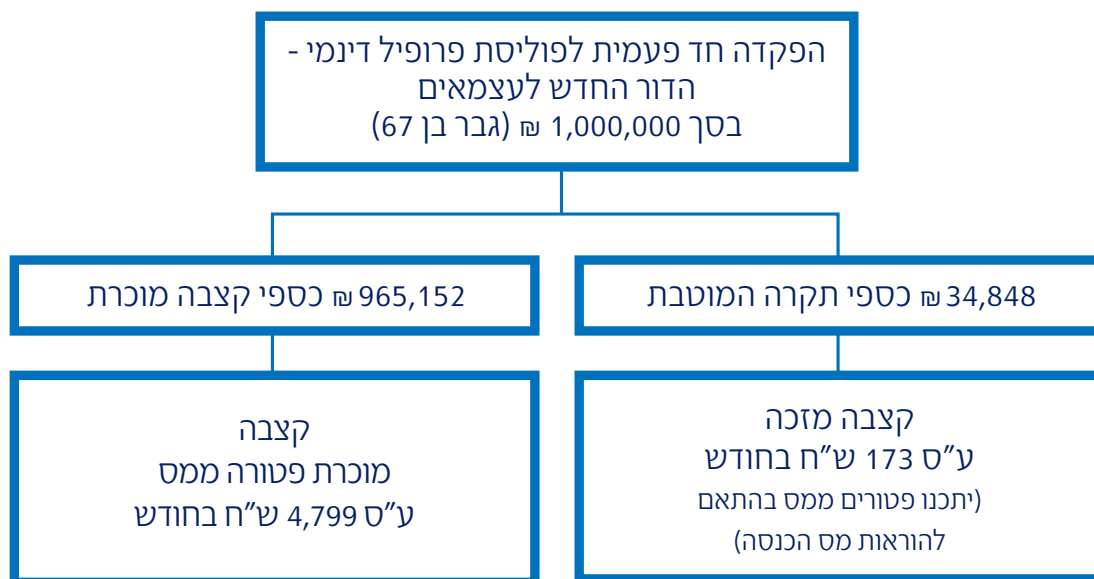 הפקדה חד פעמית לפוליסת פרופיל דינמי -
הדור החדש לעצמאים
בסך 1,000,000 ₪ (גבר בן 67)
34,848 ₪ כספי תקרה המוטבת
965,152 ₪ כספי קצבה מוכרת
קצבה מזכה
ע״ס 173 ש״ח בחודש
(יתכנו פטורים ממס בהתאם
להוראות מס הכנסה)
קצבה
מוכרת פטורה ממס
ע״ס 4,799 ש״ח בחודש